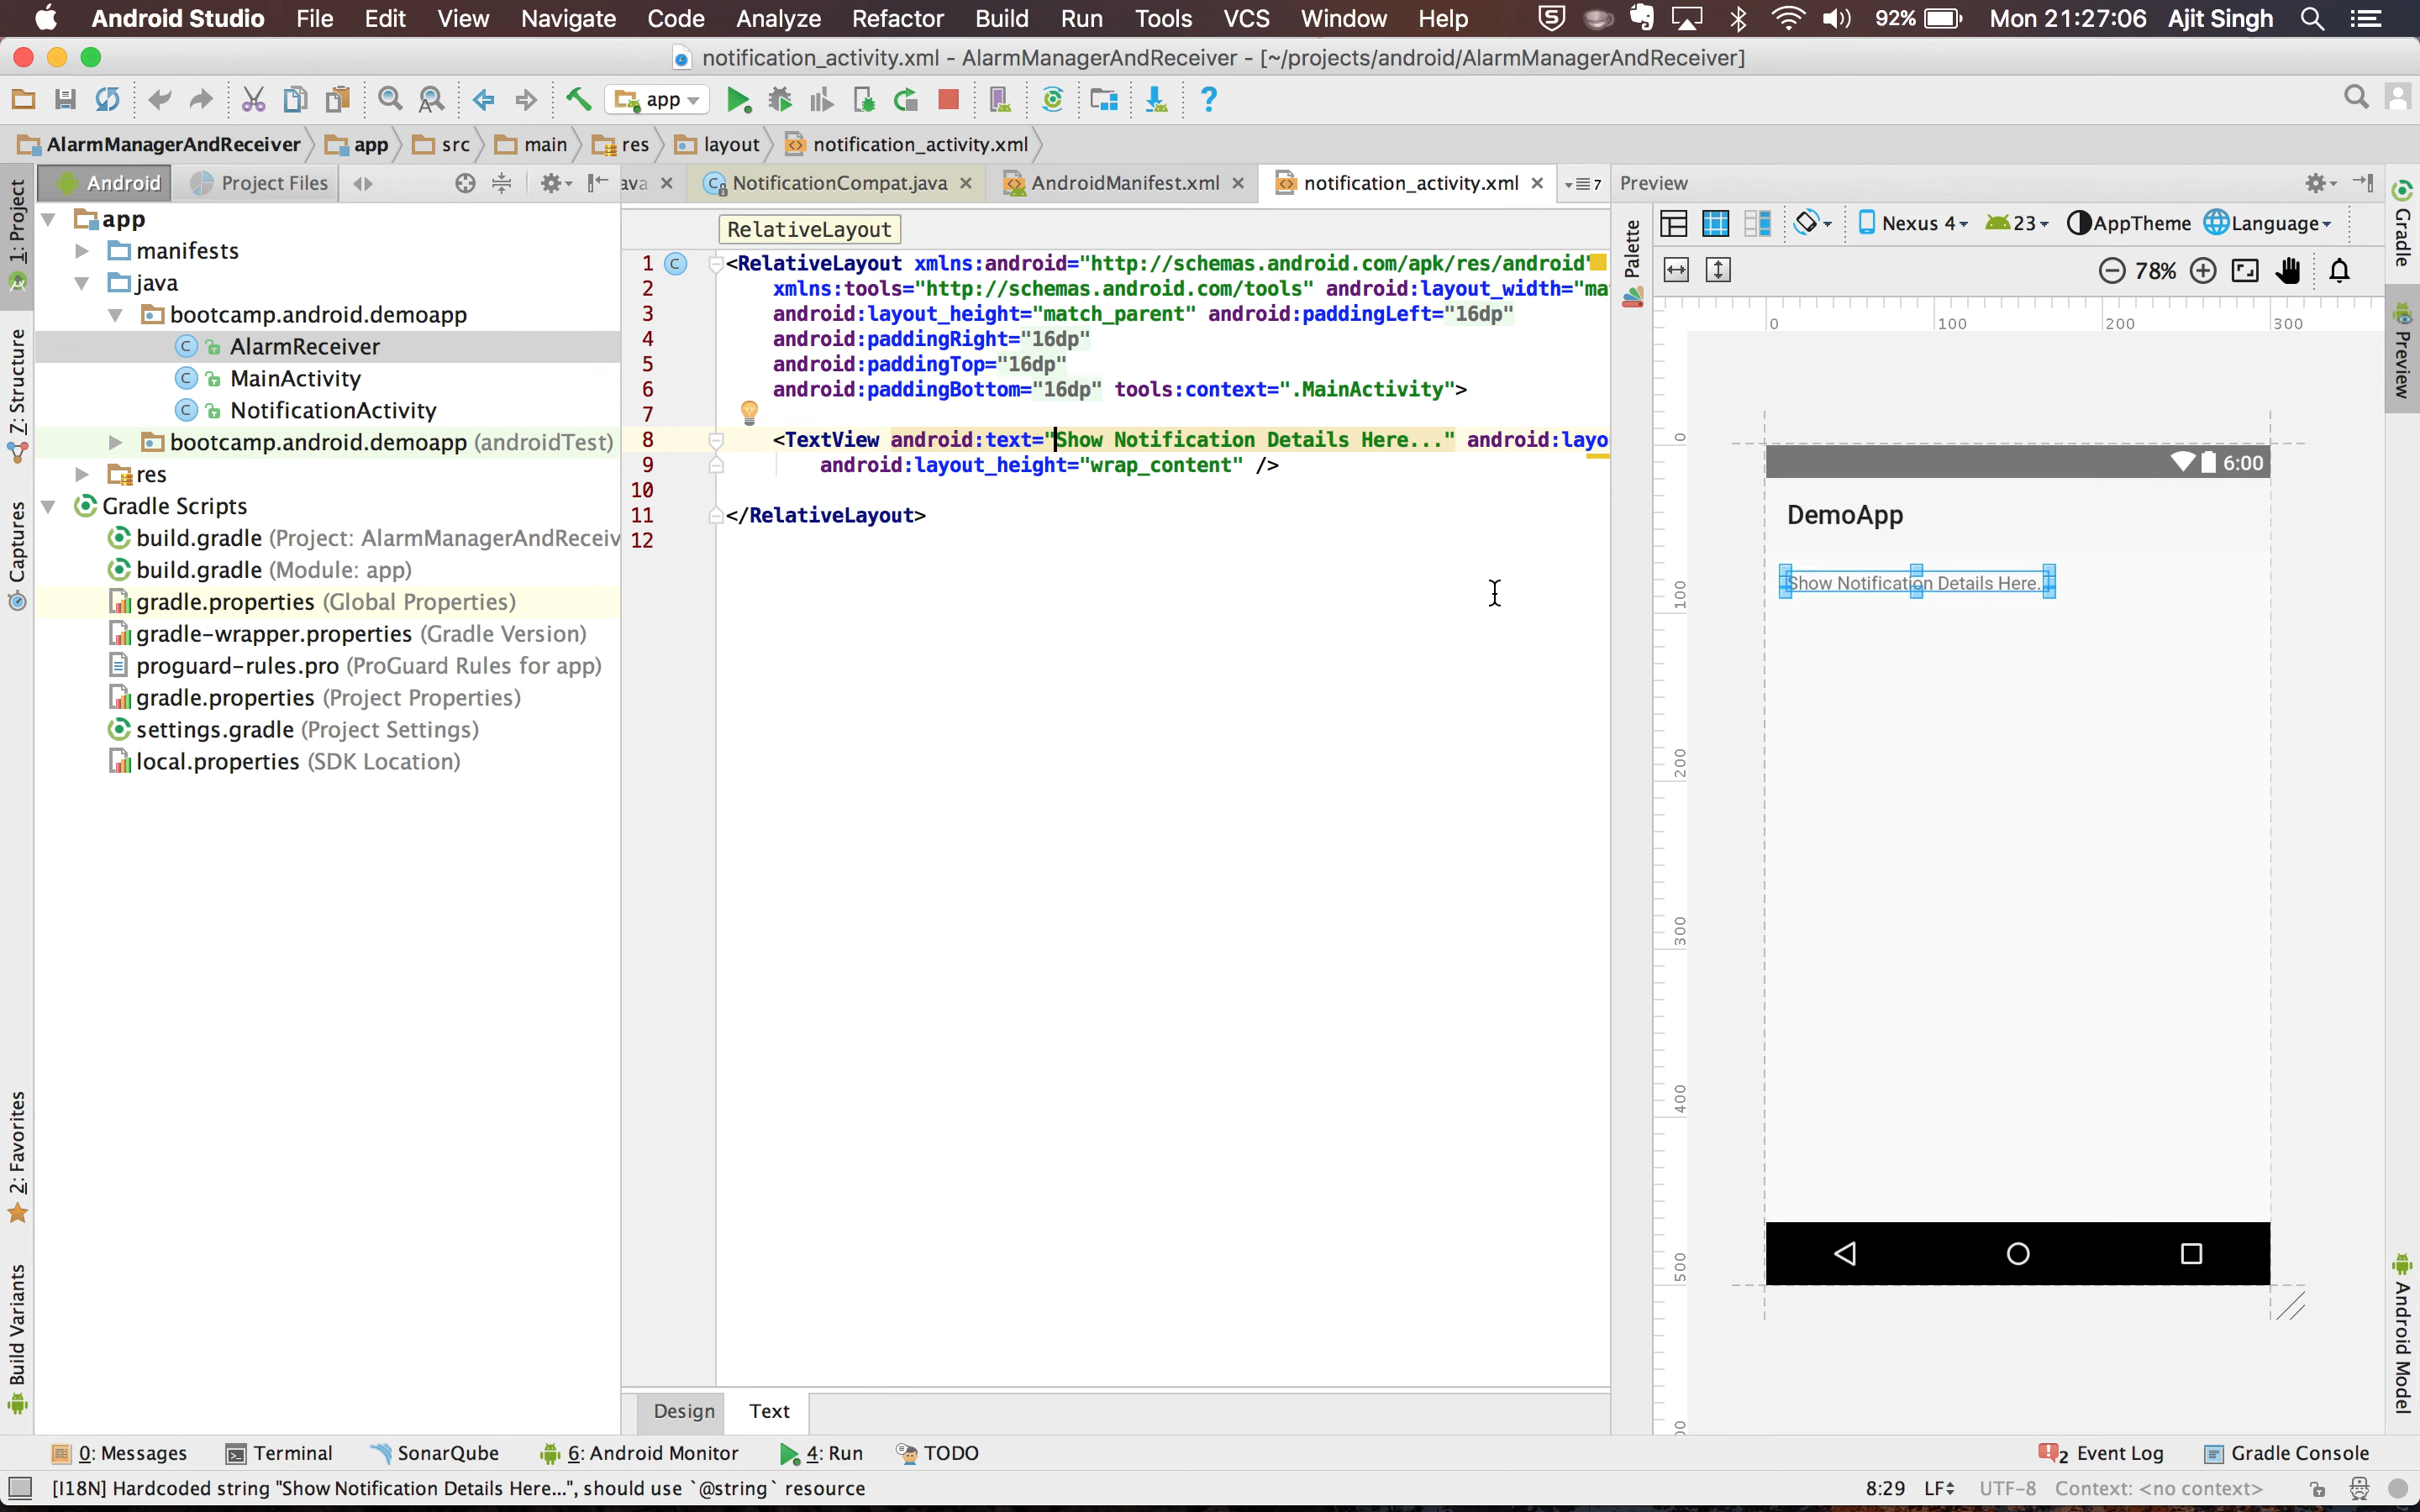 Android Studio File Edit View Navigate Code Analyze Refactor Build Run Tools VCS Window Help 92% Mon 21:27:06 Ajit Singh
notification_activity.xml - AlarmManagerAndReceiver - [~/projects/android/AlarmManagerAndReceiver]
app
AlarmManagerAndReceiver app src main res layout notification_activity.xml
Android Project Files
ava NotificationCompat.java AndroidManifest.xml notification_activity.xml 7
Preview
1: Project
Z: Structure
Captures
2: Favorites
Build Variants
app
manifests
java
bootcamp.android.demoapp
AlarmReceiver
MainActivity
NotificationActivity
bootcamp.android.demoapp (androidTest)
res
Gradle Scripts
build.gradle (Project: AlarmManagerAndReceiv
build.gradle (Module: app)
gradle.properties (Global Properties)
gradle-wrapper.properties (Gradle Version)
proguard-rules.pro (ProGuard Rules for app)
gradle.properties (Project Properties)
settings.gradle (Project Settings)
local.properties (SDK Location)
RelativeLayout
1 <RelativeLayout xmlns:android="http://schemas.android.com/apk/res/android"
2 xmlns:tools="http://schemas.android.com/tools" android:layout_width="ma
3 android:layout_height="match_parent" android:paddingLeft="16dp"
4 android:paddingRight="16dp"
5 android:paddingTop="16dp"
6 android:paddingBottom="16dp" tools:context=".MainActivity">
7
8 <TextView android:text="Show Notification Details Here..." android:layo
9 android:layout_height="wrap_content" />
10
11 </RelativeLayout>
12
Design Text
Palette
Nexus 4 23 AppTheme Language
78%
0 100 200 300
0
100
200
300
400
500
6:00
DemoApp
Show Notification Details Here..
Gradle
Preview
Android Model
0: Messages Terminal SonarQube 6: Android Monitor 4: Run TODO 2 Event Log Gradle Console
[I18N] Hardcoded string "Show Notification Details Here...", should use `@string` resource 8:29 LF UTF-8 Context: <no context>